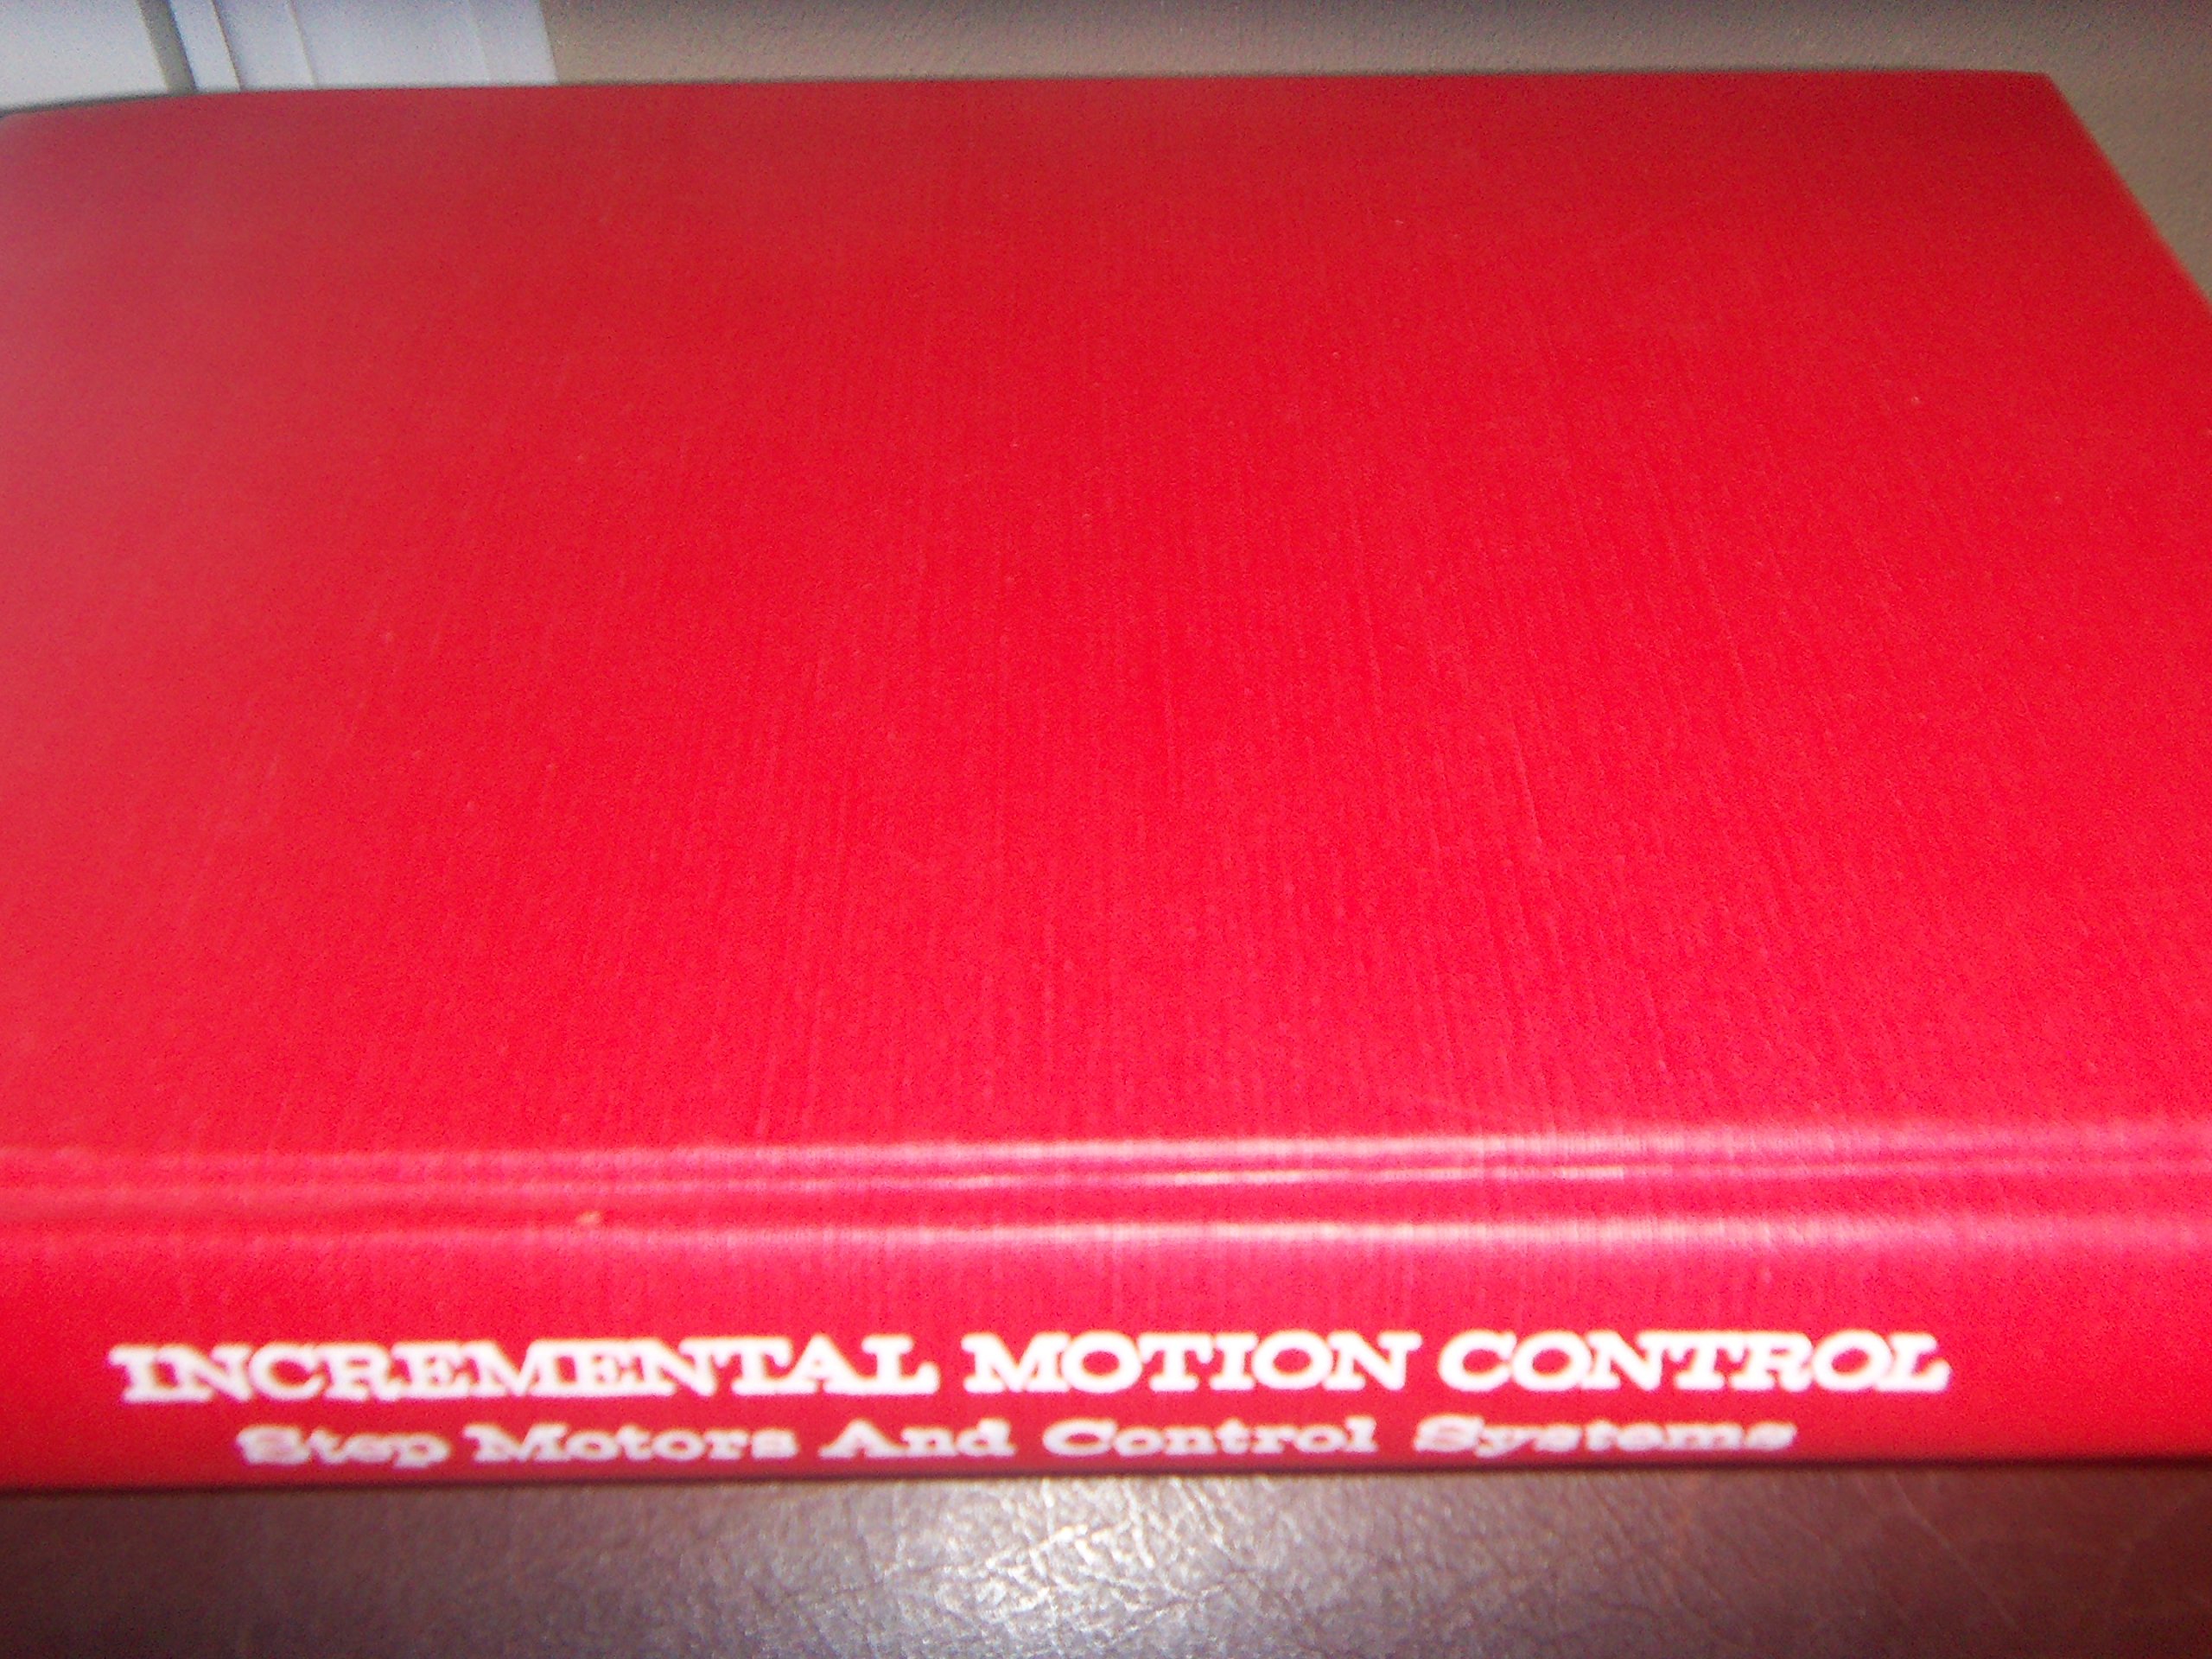 INCREMENTAL MOTION CONTROL
Step Motors And Control Systems